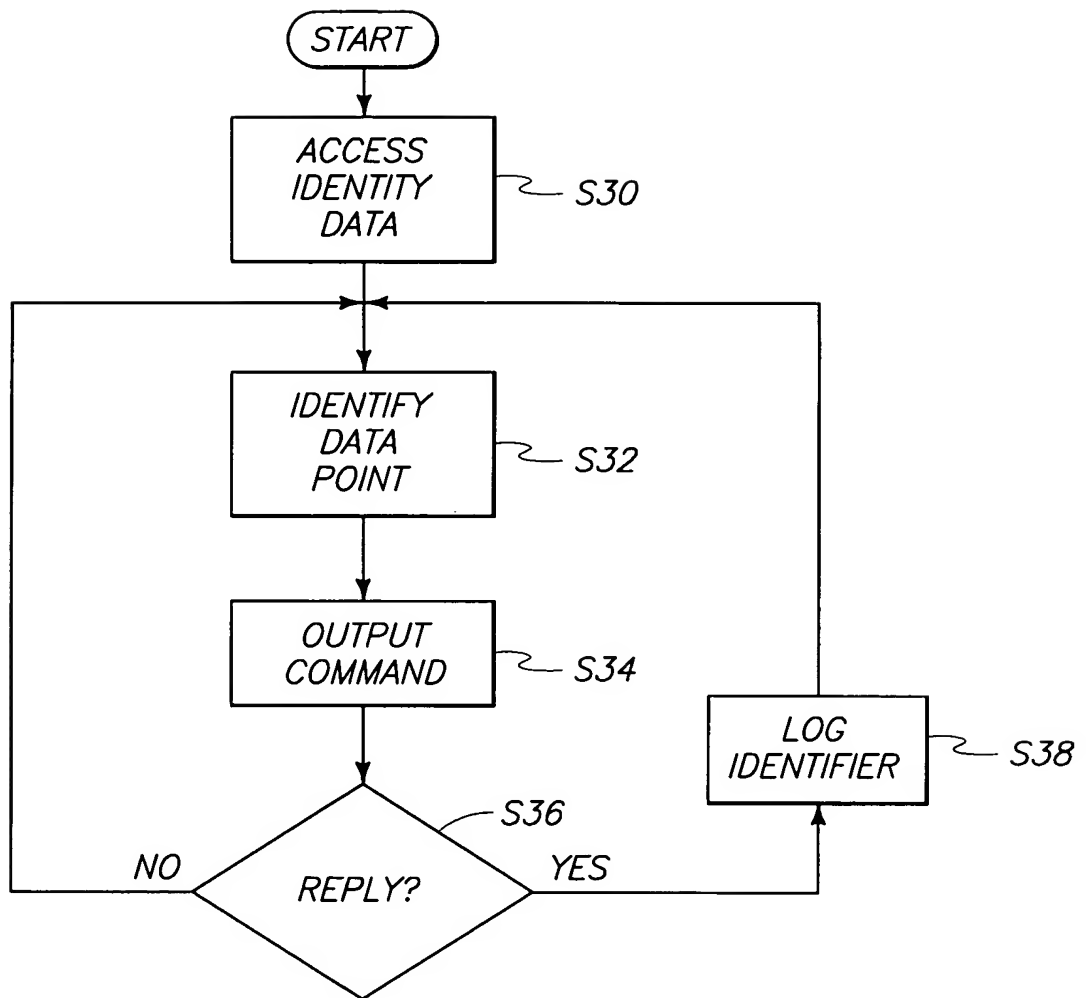 START
ACCESS
IDENTITY
DATA
S30
IDENTIFY
DATA
POINT
S32
OUTPUT
COMMAND
S34
LOG
IDENTIFIER
S38
S36
NO
REPLY?
YES